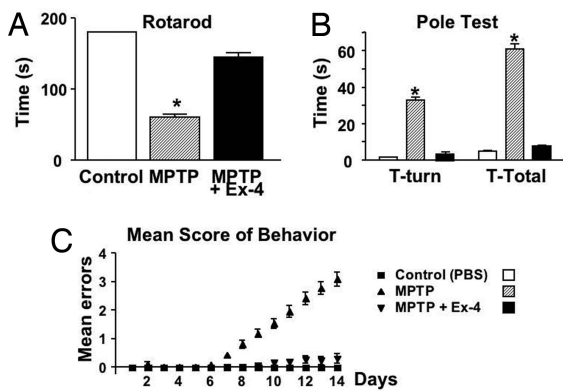 A
Rotarod
Time (s)
200
100
0
Control MPTP MPTP
+ Ex-4
*
B
Pole Test
Time (s)
60
40
20
0
*
*
T-turn T-Total
C
Mean Score of Behavior
Mean errors
4
3
2
1
0
2 4 6 8 10 12 14 Days
Control (PBS)
MPTP
MPTP + Ex-4